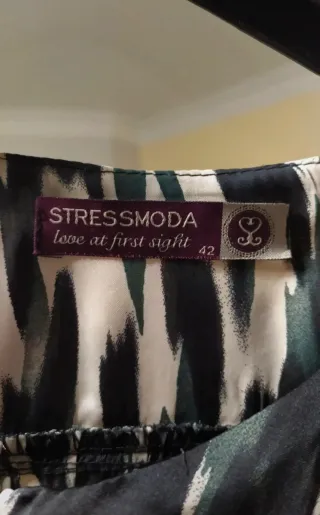 STRESSMODA
love at first sight
42